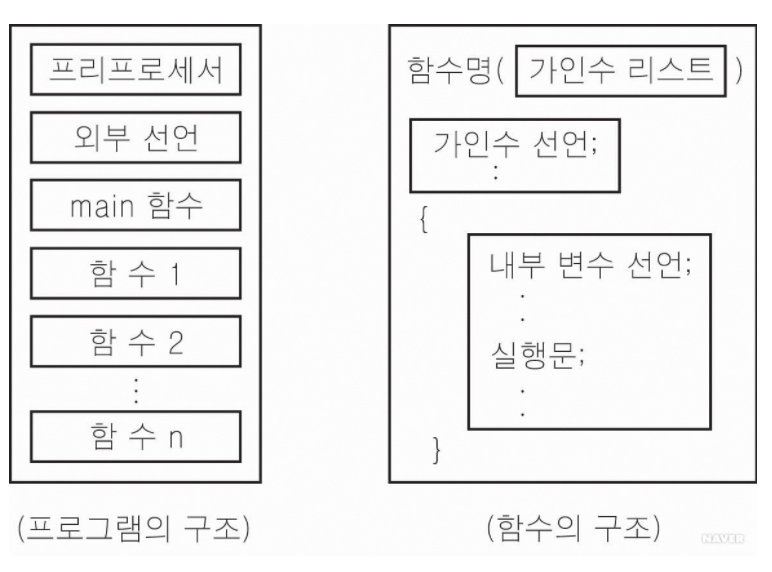 프리프로세서
외부 선언
main 함수
함 수 1
함 수 2
⋮
함 수 n
(프로그램의 구조)
함수명( 가인수 리스트 )
가인수 선언;
:
{
내부 변수 선언;
:
실행문;
:
}
(함수의 구조)
NAVER